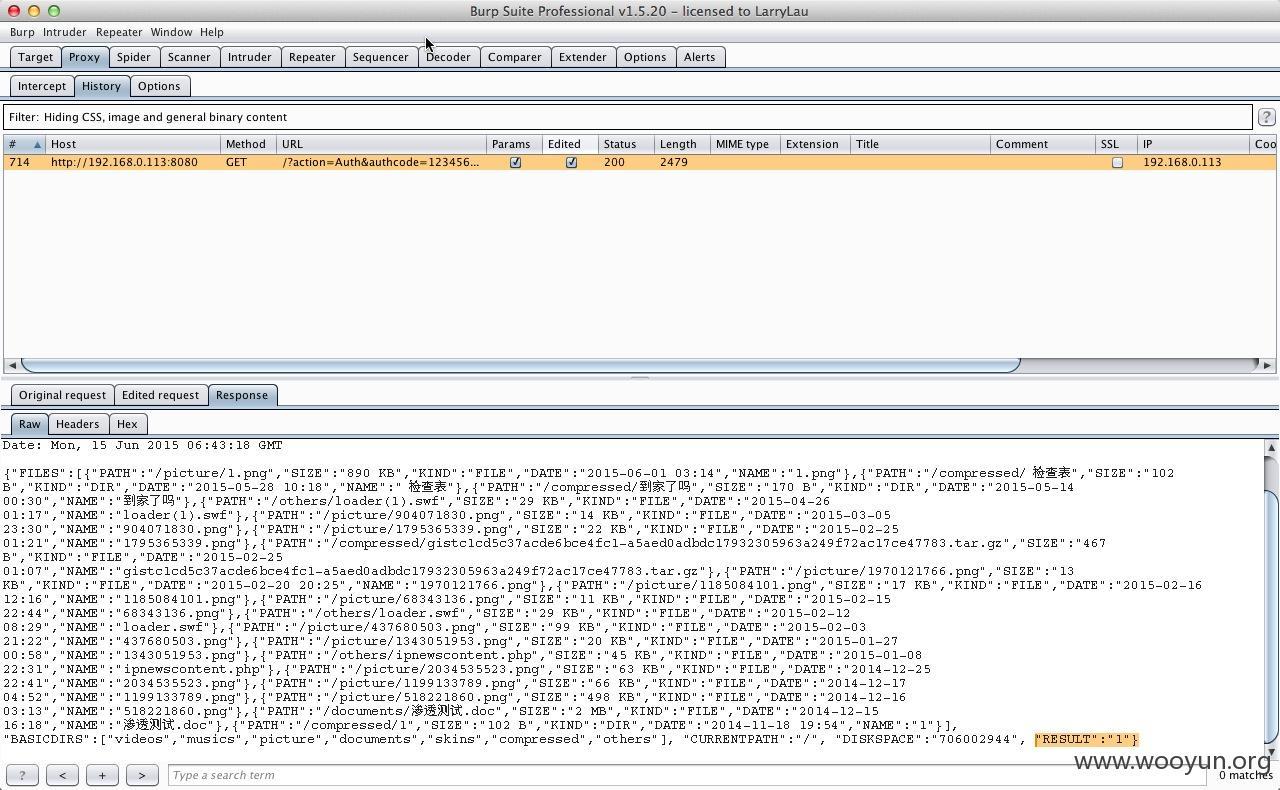 Burp Suite Professional v1.5.20 – licensed to LarryLau
Burp Intruder Repeater Window Help
Target Proxy Spider Scanner Intruder Repeater Sequencer Decoder Comparer Extender Options Alerts
Intercept History Options
Filter: Hiding CSS, image and general binary content ?
# Host Method URL Params Edited Status Length MIME type Extension Title Comment SSL IP Coo
714 http://192.168.0.113:8080 GET /?action=Auth&authcode=123456... 200 2479 192.168.0.113
Original request Edited request Response
Raw Headers Hex
Date: Mon, 15 Jun 2015 06:43:18 GMT
{"FILES":[{"PATH":"/picture/1.png","SIZE":"890 KB","KIND":"FILE","DATE":"2015-06-01 03:14","NAME":"1.png"},{"PATH":"/compressed/ 检查表","SIZE":"102
B","KIND":"DIR","DATE":"2015-05-28 10:18","NAME":" 检查表"},{"PATH":"/compressed/到家了吗","SIZE":"170 B","KIND":"DIR","DATE":"2015-05-14
00:30","NAME":"到家了吗"},{"PATH":"/others/loader(1).swf","SIZE":"29 KB","KIND":"FILE","DATE":"2015-04-26
01:17","NAME":"loader(1).swf"},{"PATH":"/picture/904071830.png","SIZE":"14 KB","KIND":"FILE","DATE":"2015-03-05
23:30","NAME":"904071830.png"},{"PATH":"/picture/1795365339.png","SIZE":"22 KB","KIND":"FILE","DATE":"2015-02-25
01:21","NAME":"1795365339.png"},{"PATH":"/compressed/gistc1cd5c37acde6bce4fc1-a5aed0adbdc17932305963a249f72ac17ce47783.tar.gz","SIZE":"467
B","KIND":"FILE","DATE":"2015-02-25
01:07","NAME":"gistc1cd5c37acde6bce4fc1-a5aed0adbdc17932305963a249f72ac17ce47783.tar.gz"},{"PATH":"/picture/1970121766.png","SIZE":"13
KB","KIND":"FILE","DATE":"2015-02-20 20:25","NAME":"1970121766.png"},{"PATH":"/picture/1185084101.png","SIZE":"17 KB","KIND":"FILE","DATE":"2015-02-16
12:16","NAME":"1185084101.png"},{"PATH":"/picture/68343136.png","SIZE":"11 KB","KIND":"FILE","DATE":"2015-02-15
22:44","NAME":"68343136.png"},{"PATH":"/others/loader.swf","SIZE":"29 KB","KIND":"FILE","DATE":"2015-02-12
08:29","NAME":"loader.swf"},{"PATH":"/picture/437680503.png","SIZE":"99 KB","KIND":"FILE","DATE":"2015-02-03
21:22","NAME":"437680503.png"},{"PATH":"/picture/1343051953.png","SIZE":"20 KB","KIND":"FILE","DATE":"2015-01-27
00:58","NAME":"1343051953.png"},{"PATH":"/others/ipnewscontent.php","SIZE":"45 KB","KIND":"FILE","DATE":"2015-01-08
22:31","NAME":"ipnewscontent.php"},{"PATH":"/picture/2034535523.png","SIZE":"63 KB","KIND":"FILE","DATE":"2014-12-25
22:41","NAME":"2034535523.png"},{"PATH":"/picture/1199133789.png","SIZE":"66 KB","KIND":"FILE","DATE":"2014-12-17
04:52","NAME":"1199133789.png"},{"PATH":"/picture/518221860.png","SIZE":"498 KB","KIND":"FILE","DATE":"2014-12-16
03:13","NAME":"518221860.png"},{"PATH":"/documents/渗透测试.doc","SIZE":"2 MB","KIND":"FILE","DATE":"2014-12-15
16:18","NAME":"渗透测试.doc"},{"PATH":"/compressed/1","SIZE":"102 B","KIND":"DIR","DATE":"2014-11-18 19:54","NAME":"1"}],
"BASICDIRS":["videos","musics","picture","documents","skins","compressed","others"], "CURRENTPATH":"/", "DISKSPACE":"706002944", "RESULT":"1"}
www.wooyun.org
? < + > Type a search term 0 matches